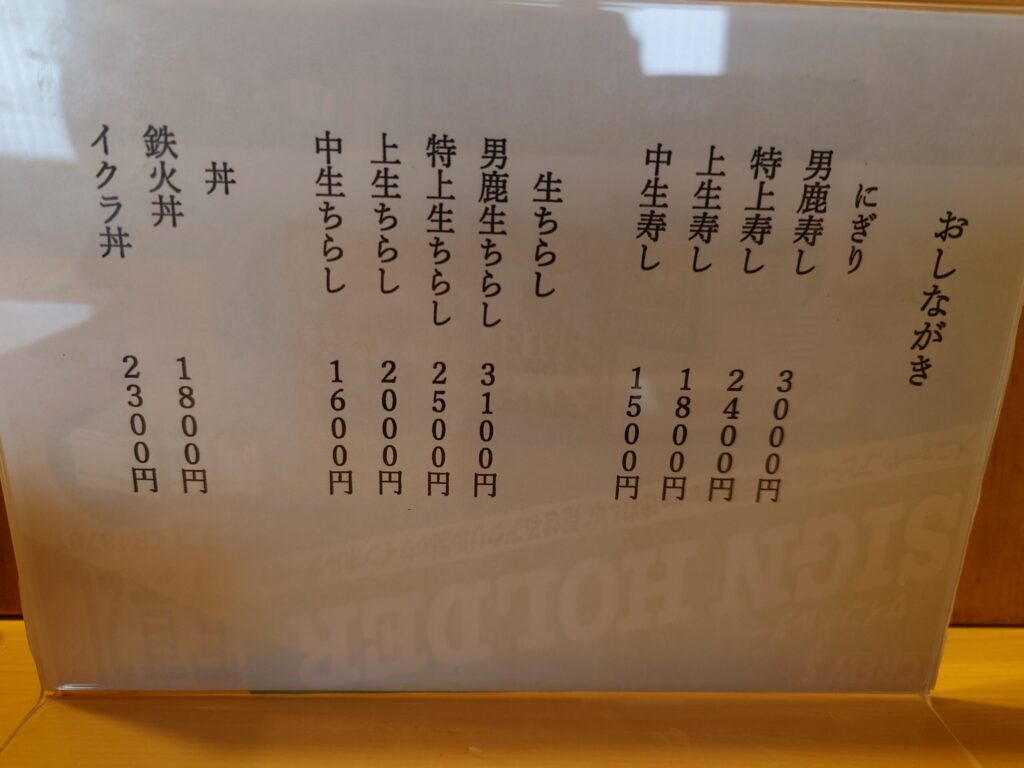 おしながき
にぎり
男鹿寿し 3000円
特上寿し 2400円
上生寿し 1800円
中生寿し 1500円
生ちらし
男鹿生ちらし 3100円
特上生ちらし 2500円
上生ちらし 2000円
中生ちらし 1600円
丼
鉄火丼 1800円
イクラ丼 2300円
SIGN HOLDER